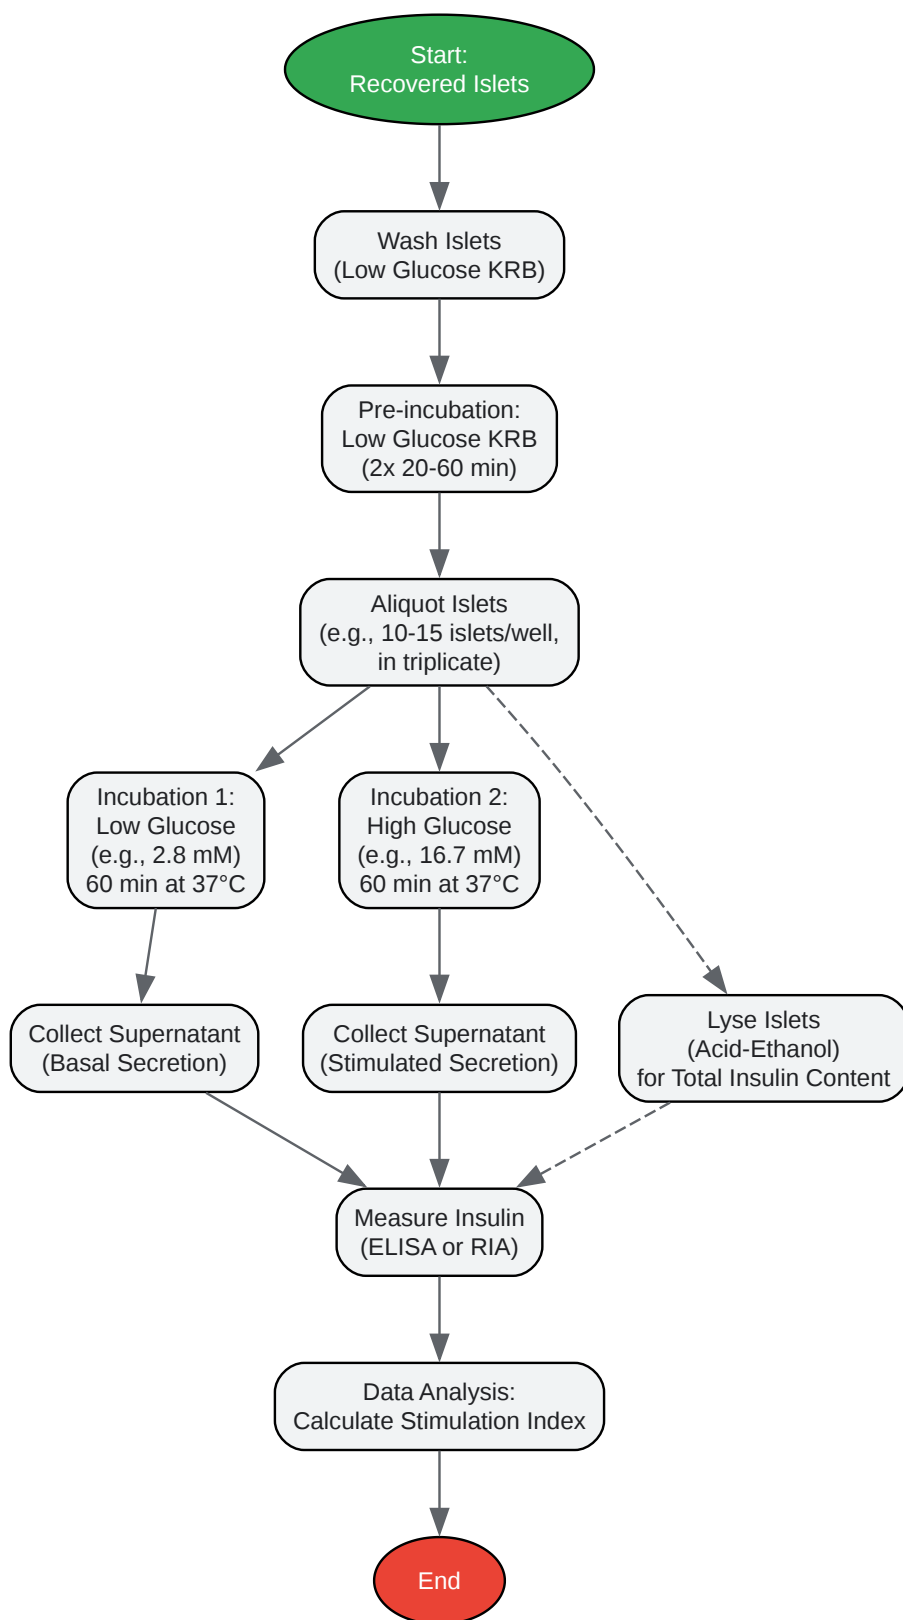 Start:
Recovered Islets
Wash Islets
(Low Glucose KRB)
Pre-incubation:
Low Glucose KRB
(2x 20-60 min)
Aliquot Islets
(e.g., 10-15 islets/well,
in triplicate)
Incubation 1:
Low Glucose
(e.g., 2.8 mM)
60 min at 37°C
Incubation 2:
High Glucose
(e.g., 16.7 mM)
60 min at 37°C
Collect Supernatant
(Basal Secretion)
Collect Supernatant
(Stimulated Secretion)
Lyse Islets
(Acid-Ethanol)
for Total Insulin Content
Measure Insulin
(ELISA or RIA)
Data Analysis:
Calculate Stimulation Index
End